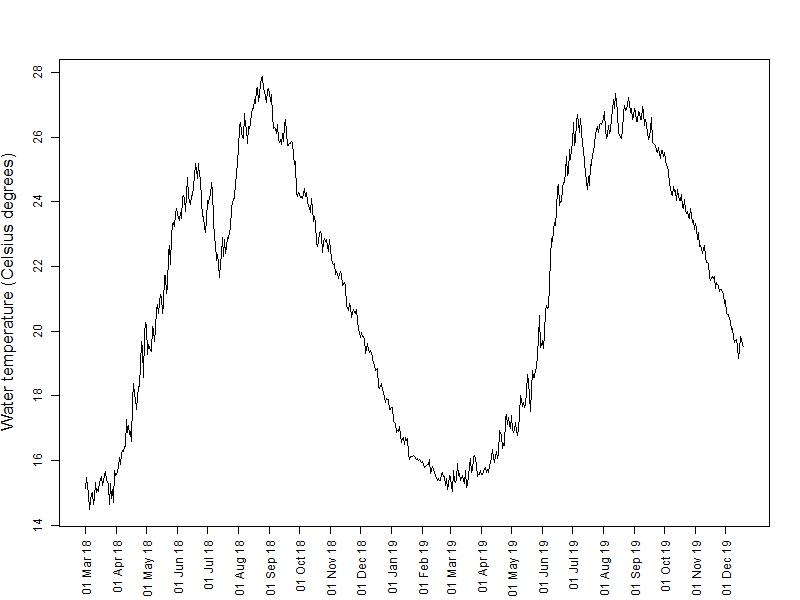 Water temperature (Celsius degrees)
28
26
24
22
20
18
16
14
01 Mar 18
01 Apr 18
01 May 18
01 Jun 18
01 Jul 18
01 Aug 18
01 Sep 18
01 Oct 18
01 Nov 18
01 Dec 18
01 Jan 19
01 Feb 19
01 Mar 19
01 Apr 19
01 May 19
01 Jun 19
01 Jul 19
01 Aug 19
01 Sep 19
01 Oct 19
01 Nov 19
01 Dec 19